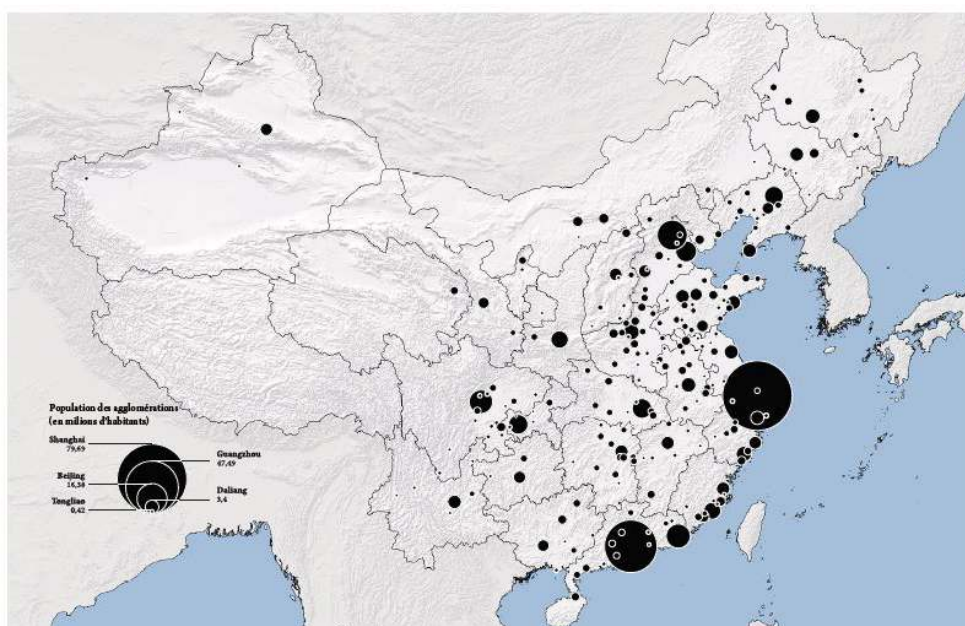 Population des agglomérations
(en millions d'habitants)
Shanghai
79,69
Guangzhou
47,49
Beijing
16,36
Daliang
3,4
Tongliao
0,42